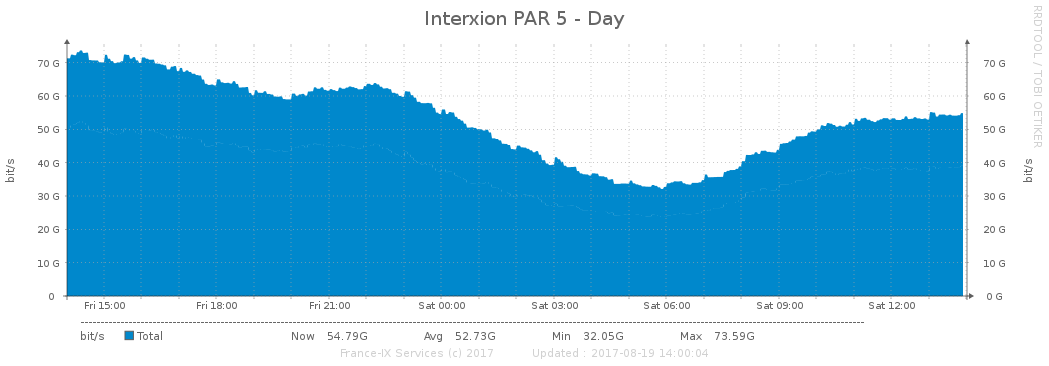 Interxion PAR 5 - Day
RRDTOOL / TOBI OETIKER
bit/s
70 G
60 G
50 G
40 G
30 G
20 G
10 G
0
70 G
60 G
50 G
40 G
30 G
20 G
10 G
0 G
bit/s
Fri 15:00 Fri 18:00 Fri 21:00 Sat 00:00 Sat 03:00 Sat 06:00 Sat 09:00 Sat 12:00
bit/s Total Now 54.79G Avg 52.73G Min 32.05G Max 73.59G
France-IX Services (c) 2017 Updated : 2017-08-19 14:00:04